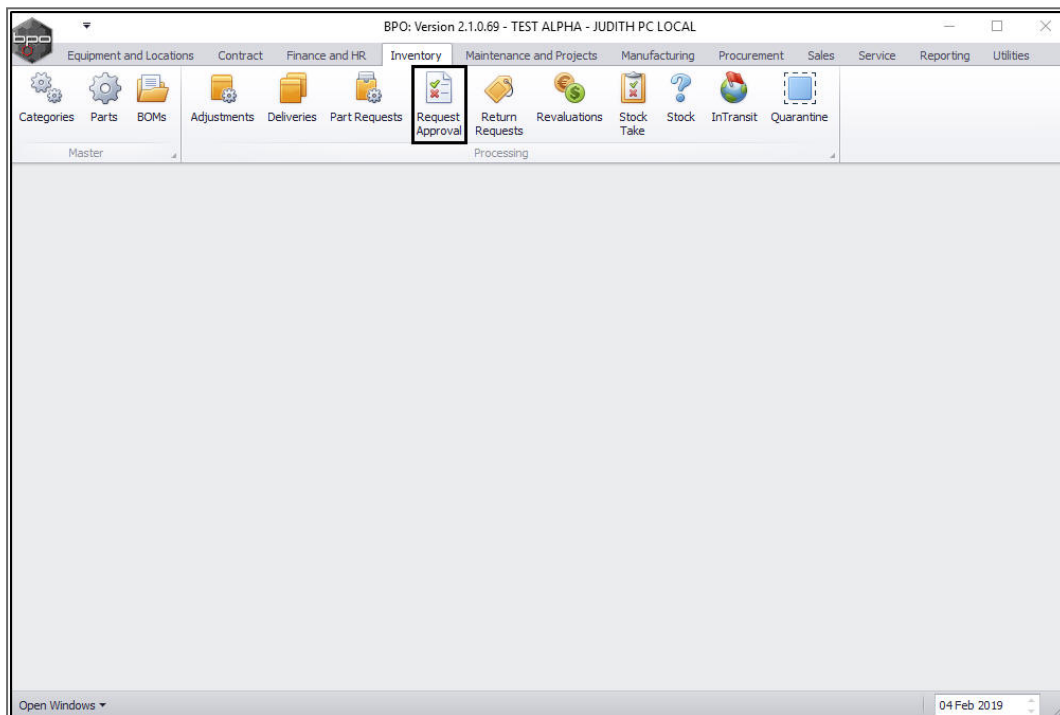 BPO: Version 2.1.0.69 - TEST ALPHA - JUDITH PC LOCAL
bpo
Equipment and Locations Contract Finance and HR Inventory Maintenance and Projects Manufacturing Procurement Sales Service Reporting Utilities
Categories Parts BOMs Adjustments Deliveries Part Requests Request Approval Return Requests Revaluations Stock Take Stock InTransit Quarantine
Master Processing
Open Windows 04 Feb 2019